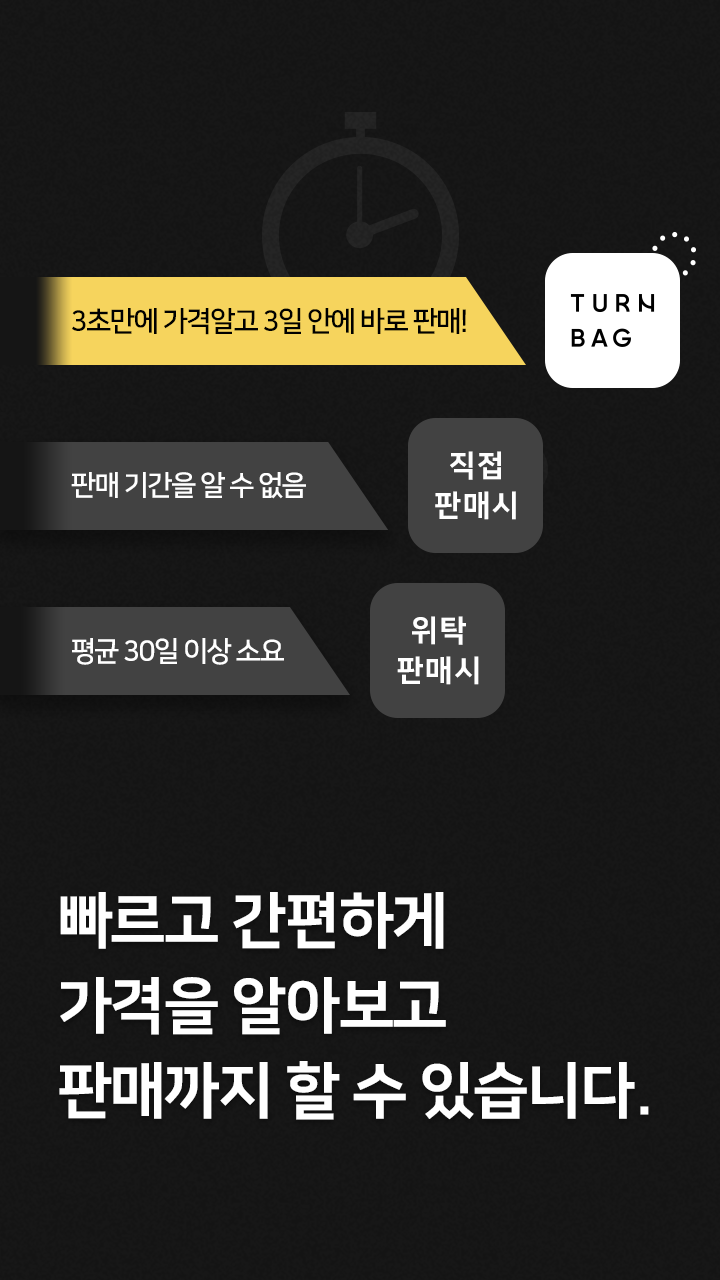 3초만에 가격알고 3일 안에 바로 판매!
TURN
BAG
판매 기간을 알 수 없음
직접
판매시
평균 30일 이상 소요
위탁
판매시
빠르고 간편하게
가격을 알아보고
판매까지 할 수 있습니다.